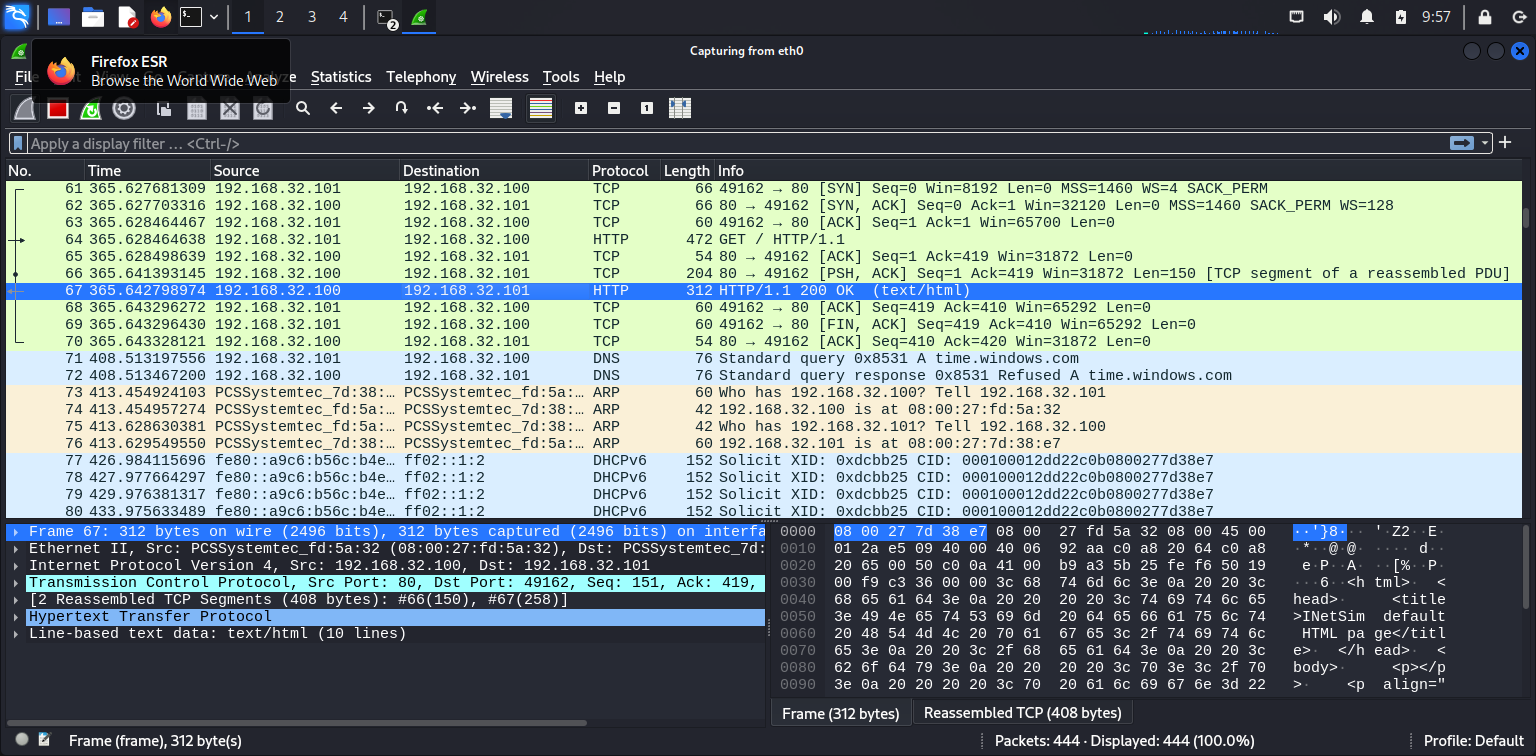 1 2 3 4 2 9:57
Capturing from eth0
Firefox ESR
Browse the World Wide Web
Statistics Telephony Wireless Tools Help
Apply a display filter … <Ctrl-/>
No. Time Source Destination Protocol Length Info
61 365.627681309 192.168.32.101 192.168.32.100 TCP 66 49162 → 80 [SYN] Seq=0 Win=8192 Len=0 MSS=1460 WS=4 SACK_PERM
62 365.627703316 192.168.32.100 192.168.32.101 TCP 66 80 → 49162 [SYN, ACK] Seq=0 Ack=1 Win=32120 Len=0 MSS=1460 SACK_PERM WS=128
63 365.628464467 192.168.32.101 192.168.32.100 TCP 60 49162 → 80 [ACK] Seq=1 Ack=1 Win=65700 Len=0
64 365.628464638 192.168.32.101 192.168.32.100 HTTP 472 GET / HTTP/1.1
65 365.628498639 192.168.32.100 192.168.32.101 TCP 54 80 → 49162 [ACK] Seq=1 Ack=419 Win=31872 Len=0
66 365.641393145 192.168.32.100 192.168.32.101 TCP 204 80 → 49162 [PSH, ACK] Seq=1 Ack=419 Win=31872 Len=150 [TCP segment of a reassembled PDU]
67 365.642798974 192.168.32.100 192.168.32.101 HTTP 312 HTTP/1.1 200 OK (text/html)
68 365.643296272 192.168.32.101 192.168.32.100 TCP 60 49162 → 80 [ACK] Seq=419 Ack=410 Win=65292 Len=0
69 365.643296430 192.168.32.101 192.168.32.100 TCP 60 49162 → 80 [FIN, ACK] Seq=419 Ack=410 Win=65292 Len=0
70 365.643328121 192.168.32.100 192.168.32.101 TCP 54 80 → 49162 [ACK] Seq=410 Ack=420 Win=31872 Len=0
71 408.513197556 192.168.32.101 192.168.32.100 DNS 76 Standard query 0x8531 A time.windows.com
72 408.513467200 192.168.32.100 192.168.32.101 DNS 76 Standard query response 0x8531 Refused A time.windows.com
73 413.454924103 PCSSystemtec_7d:38:… PCSSystemtec_fd:5a:… ARP 60 Who has 192.168.32.100? Tell 192.168.32.101
74 413.454957274 PCSSystemtec_fd:5a:… PCSSystemtec_7d:38:… ARP 42 192.168.32.100 is at 08:00:27:fd:5a:32
75 413.628630381 PCSSystemtec_fd:5a:… PCSSystemtec_7d:38:… ARP 42 Who has 192.168.32.101? Tell 192.168.32.100
76 413.629549550 PCSSystemtec_7d:38:… PCSSystemtec_fd:5a:… ARP 60 192.168.32.101 is at 08:00:27:7d:38:e7
77 426.984115696 fe80::a9c6:b56c:b4e… ff02::1:2 DHCPv6 152 Solicit XID: 0xdcbb25 CID: 000100012dd22c0b0800277d38e7
78 427.977664297 fe80::a9c6:b56c:b4e… ff02::1:2 DHCPv6 152 Solicit XID: 0xdcbb25 CID: 000100012dd22c0b0800277d38e7
79 429.976381317 fe80::a9c6:b56c:b4e… ff02::1:2 DHCPv6 152 Solicit XID: 0xdcbb25 CID: 000100012dd22c0b0800277d38e7
80 433.975633489 fe80::a9c6:b56c:b4e… ff02::1:2 DHCPv6 152 Solicit XID: 0xdcbb25 CID: 000100012dd22c0b0800277d38e7
Frame 67: 312 bytes on wire (2496 bits), 312 bytes captured (2496 bits) on interfa
Ethernet II, Src: PCSSystemtec_fd:5a:32 (08:00:27:fd:5a:32), Dst: PCSSystemtec_7d:
Internet Protocol Version 4, Src: 192.168.32.100, Dst: 192.168.32.101
Transmission Control Protocol, Src Port: 80, Dst Port: 49162, Seq: 151, Ack: 419,
[2 Reassembled TCP Segments (408 bytes): #66(150), #67(258)]
Hypertext Transfer Protocol
Line-based text data: text/html (10 lines)
0000 08 00 27 7d 38 e7 08 00 27 fd 5a 32 08 00 45 00 ··'}8··· '·Z2··E·
0010 01 2a e5 09 40 00 40 06 92 aa c0 a8 20 64 c0 a8 ·*··@·@· ···· d··
0020 20 65 00 50 c0 0a 41 00 b9 a3 5b 25 fe f6 50 19 e·P··A· ··[%··P·
0030 00 f9 c3 36 00 00 3c 68 74 6d 6c 3e 0a 20 20 3c ···6··<h tml>· <
0040 68 65 61 64 3e 0a 20 20 20 20 3c 74 69 74 6c 65 head>· <title
0050 3e 49 4e 65 74 53 69 6d 20 64 65 66 61 75 6c 74 >INetSim default
0060 20 48 54 4d 4c 20 70 61 67 65 3c 2f 74 69 74 6c HTML pa ge</titl
0070 65 3e 0a 20 20 3c 2f 68 65 61 64 3e 0a 20 20 3c e>· </h ead>· <
0080 62 6f 64 79 3e 0a 20 20 20 20 3c 70 3e 3c 2f 70 body>· <p></p
0090 3e 0a 20 20 20 20 3c 70 20 61 6c 69 67 6e 3d 22 >· <p align="
Frame (312 bytes) Reassembled TCP (408 bytes)
Frame (frame), 312 byte(s) Packets: 444 · Displayed: 444 (100.0%) Profile: Default